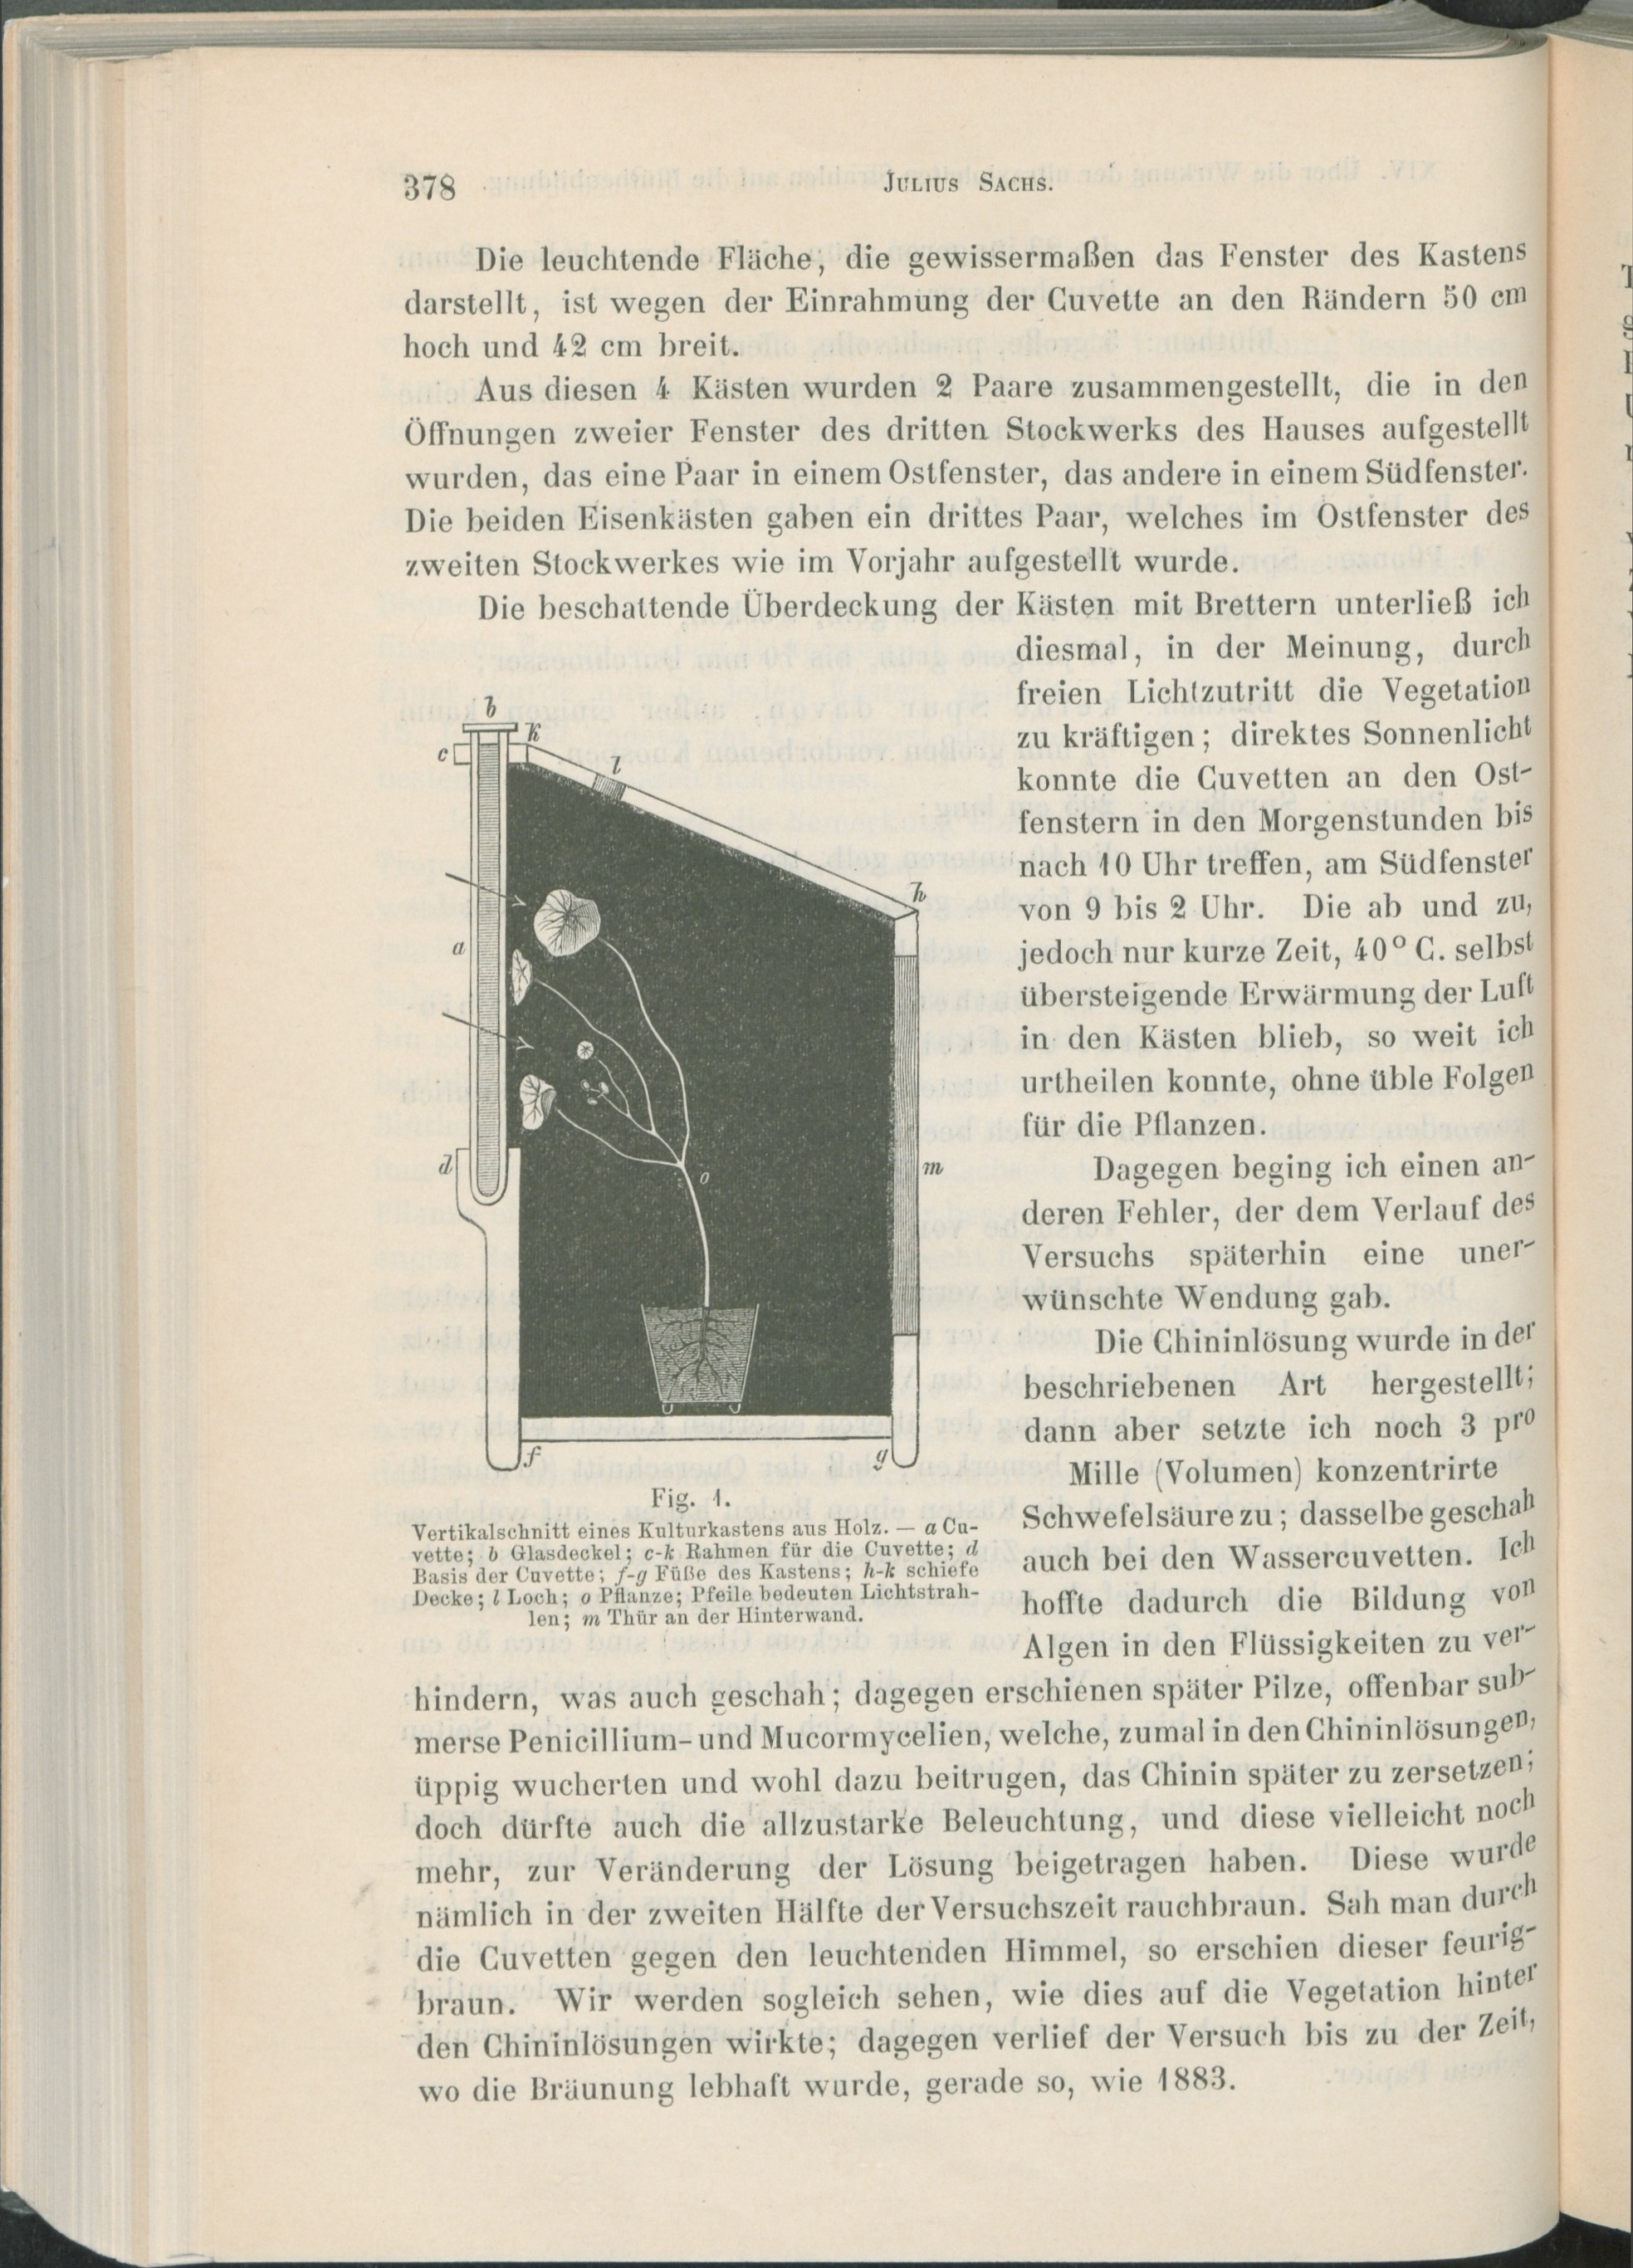 378
JULIUS SACHS.
Die leuchtende Fläche, die gewissermaßen das Fenster des Kastens
darstellt, ist wegen der Einrahmung der Cuvette an den Rändern 50 cm
hoch und 42 cm breit.
Aus diesen 4 Kästen wurden 2 Paare zusammengestellt, die in den
Öffnungen zweier Fenster des dritten Stockwerks des Hauses aufgestellt
wurden, das eine Paar in einem Ostfenster, das andere in einem Südfenster.
Die beiden Eisenkästen gaben ein drittes Paar, welches im Ostfenster des
zweiten Stockwerkes wie im Vorjahr aufgestellt wurde.
Die beschattende Überdeckung der Kästen mit Brettern unterließ ich
diesmal, in der Meinung, durch
freien Lichtzutritt die Vegetation
zu kräftigen; direktes Sonnenlicht
konnte die Cuvetten an den Ost-
fenstern in den Morgenstunden bis
nach 10 Uhr treffen, am Südfenster
von 9 bis 2 Uhr. Die ab und zu,
jedoch nur kurze Zeit, 40° C. selbst
übersteigende Erwärmung der Luft
in den Kästen blieb, so weit ich
urtheilen konnte, ohne üble Folgen
für die Pflanzen.
Dagegen beging ich einen an-
deren Fehler, der dem Verlauf des
Versuchs späterhin eine uner-
wünschte Wendung gab.
Die Chininlösung wurde in der
beschriebenen Art hergestellt;
dann aber setzte ich noch 3 pro
Mille (Volumen) konzentrirte
Schwefelsäure zu; dasselbe geschah
auch bei den Wassercuvetten. Ich
hoffte dadurch die Bildung von
Algen in den Flüssigkeiten zu ver-
b
k
c
l
h
a
d
o
m
f
g
Fig. 1.
Vertikalschnitt eines Kulturkastens aus Holz. — a Cu-
vette; b Glasdeckel; c-k Rahmen für die Cuvette; d
Basis der Cuvette; f-g Füße des Kastens; h-k schiefe
Decke; l Loch; o Pflanze; Pfeile bedeuten Lichtstrah-
len; m Thür an der Hinterwand.
hindern, was auch geschah; dagegen erschienen später Pilze, offenbar sub-
merse Penicillium- und Mucormycelien, welche, zumal in den Chininlösungen,
üppig wucherten und wohl dazu beitrugen, das Chinin später zu zersetzen;
doch dürfte auch die allzustarke Beleuchtung, und diese vielleicht noch
mehr, zur Veränderung der Lösung beigetragen haben. Diese wurde
nämlich in der zweiten Hälfte der Versuchszeit rauchbraun. Sah man durch
die Cuvetten gegen den leuchtenden Himmel, so erschien dieser feurig-
braun. Wir werden sogleich sehen, wie dies auf die Vegetation hinter
den Chininlösungen wirkte; dagegen verlief der Versuch bis zu der Zeit,
wo die Bräunung lebhaft wurde, gerade so, wie 1883.